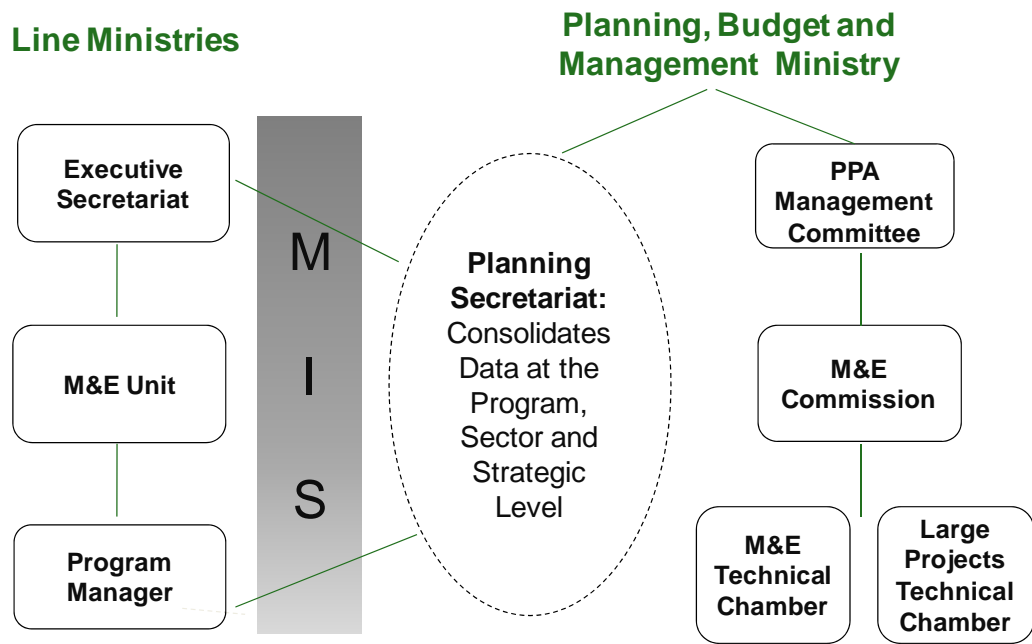 Line Ministries
Planning, Budget and
Management Ministry
Executive
Secretariat
M&E Unit
Program
Manager
M
I
S
Planning
Secretariat:
Consolidates
Data at the
Program,
Sector and
Strategic
Level
PPA
Management
Committee
M&E
Commission
M&E
Technical
Chamber
Large
Projects
Technical
Chamber